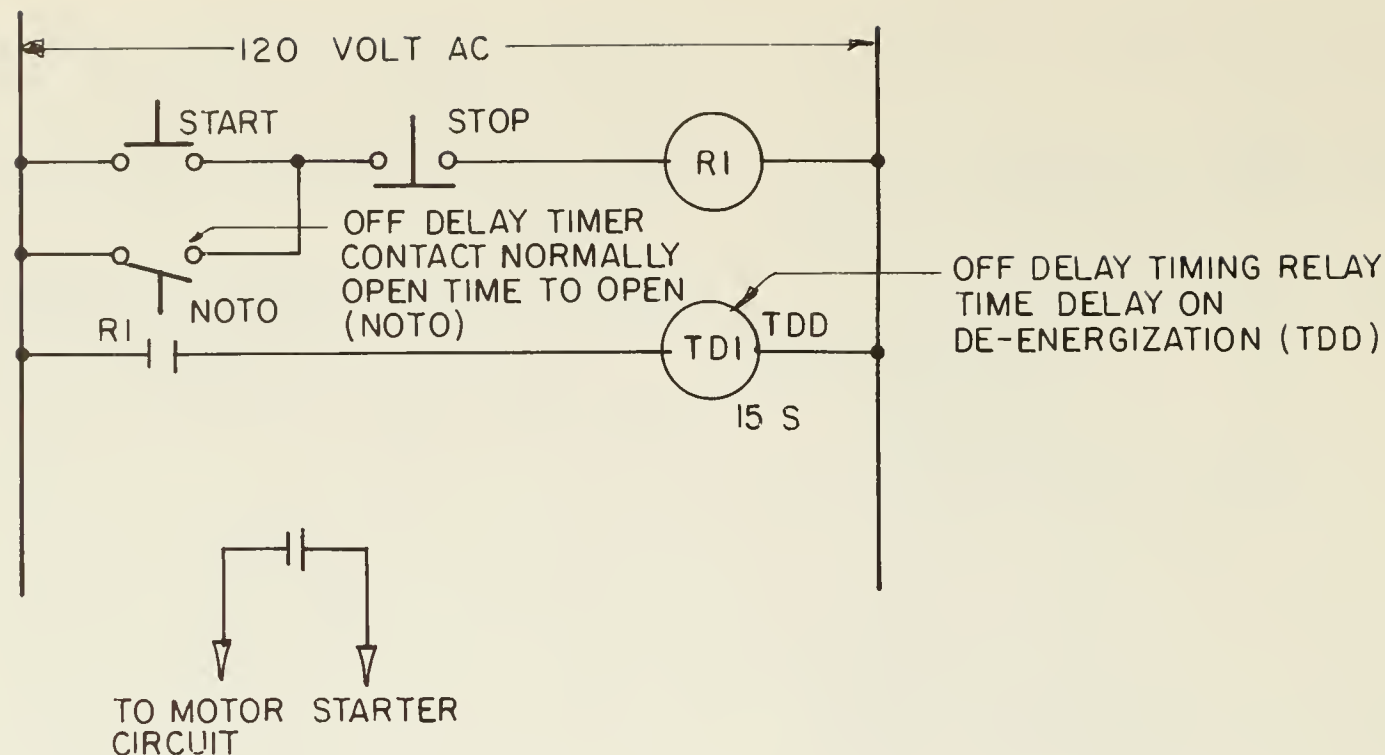 120 VOLT AC
START
STOP
R1
OFF DELAY TIMER
CONTACT NORMALLY
OPEN TIME TO OPEN
(NOTO)
NOTO
OFF DELAY TIMING RELAY
TIME DELAY ON
DE-ENERGIZATION (TDD)
R1
TD1
TDD
15 S
TO MOTOR STARTER
CIRCUIT